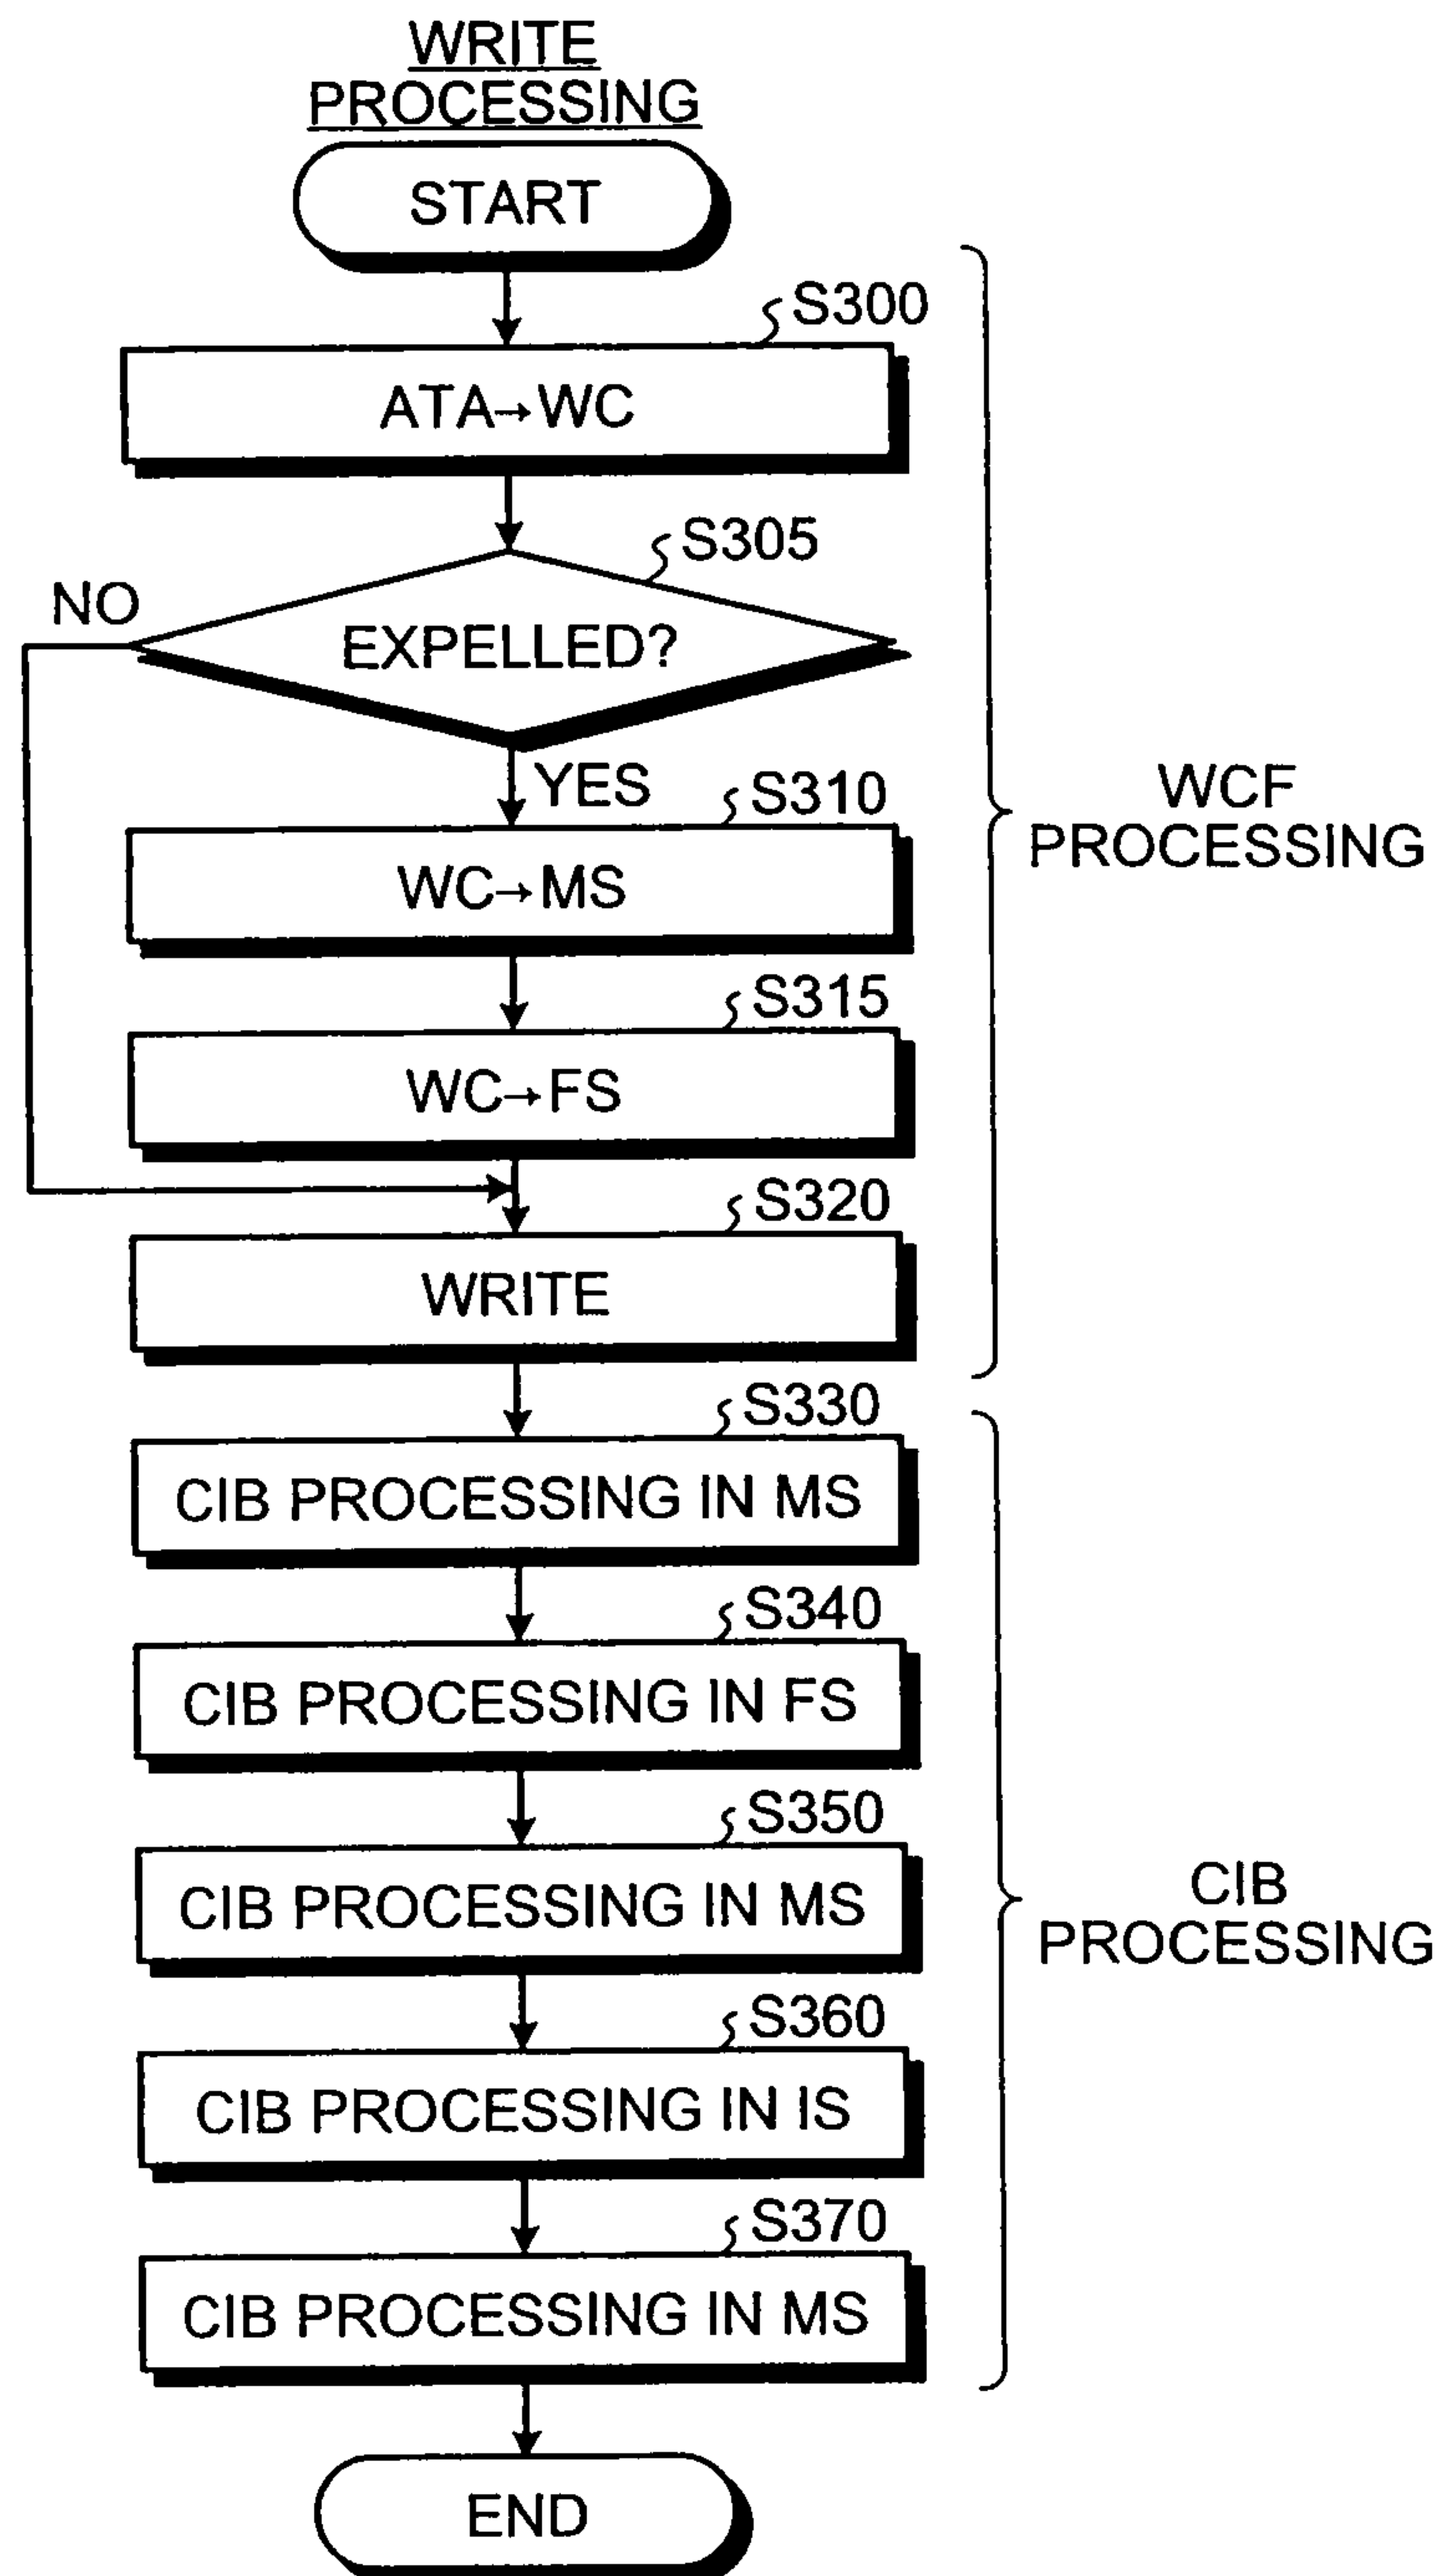 WRITE
PROCESSING
START
S300
ATA→WC
S305
NO
EXPELLED?
YES
S310
WC→MS
S315
WC→FS
S320
WRITE
WCF
PROCESSING
S330
CIB PROCESSING IN MS
S340
CIB PROCESSING IN FS
S350
CIB PROCESSING IN MS
S360
CIB PROCESSING IN IS
S370
CIB PROCESSING IN MS
CIB
PROCESSING
END